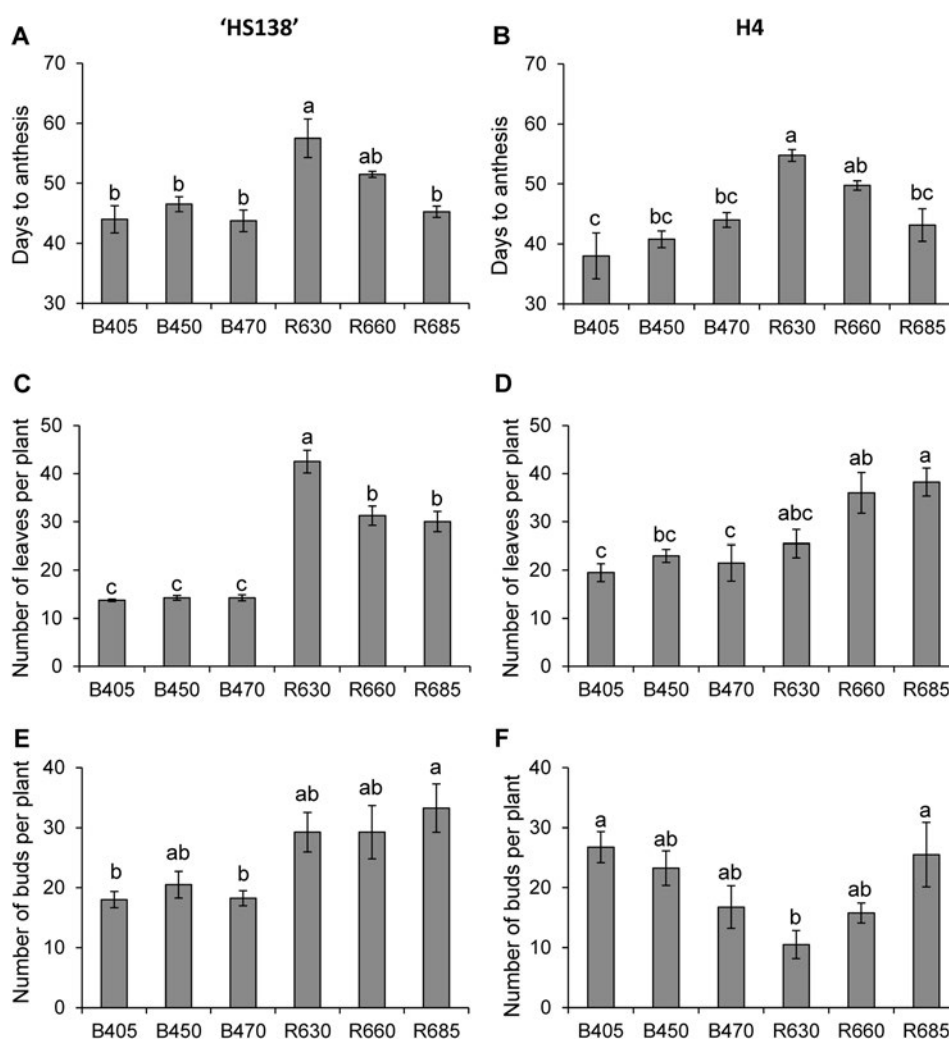 'HS138'
H4
A
Days to anthesis
70
60
50
40
30
b
b
b
a
ab
b
B405 B450 B470 R630 R660 R685
B
Days to anthesis
70
60
50
40
30
c
bc
bc
a
ab
bc
B405 B450 B470 R630 R660 R685
C
Number of leaves per plant
50
40
30
20
10
0
c
c
c
a
b
b
B405 B450 B470 R630 R660 R685
D
Number of leaves per plant
50
40
30
20
10
0
c
bc
c
abc
ab
a
B405 B450 B470 R630 R660 R685
E
Number of buds per plant
40
30
20
10
0
b
ab
b
ab
ab
a
B405 B450 B470 R630 R660 R685
F
Number of buds per plant
40
30
20
10
0
a
ab
ab
b
ab
a
B405 B450 B470 R630 R660 R685